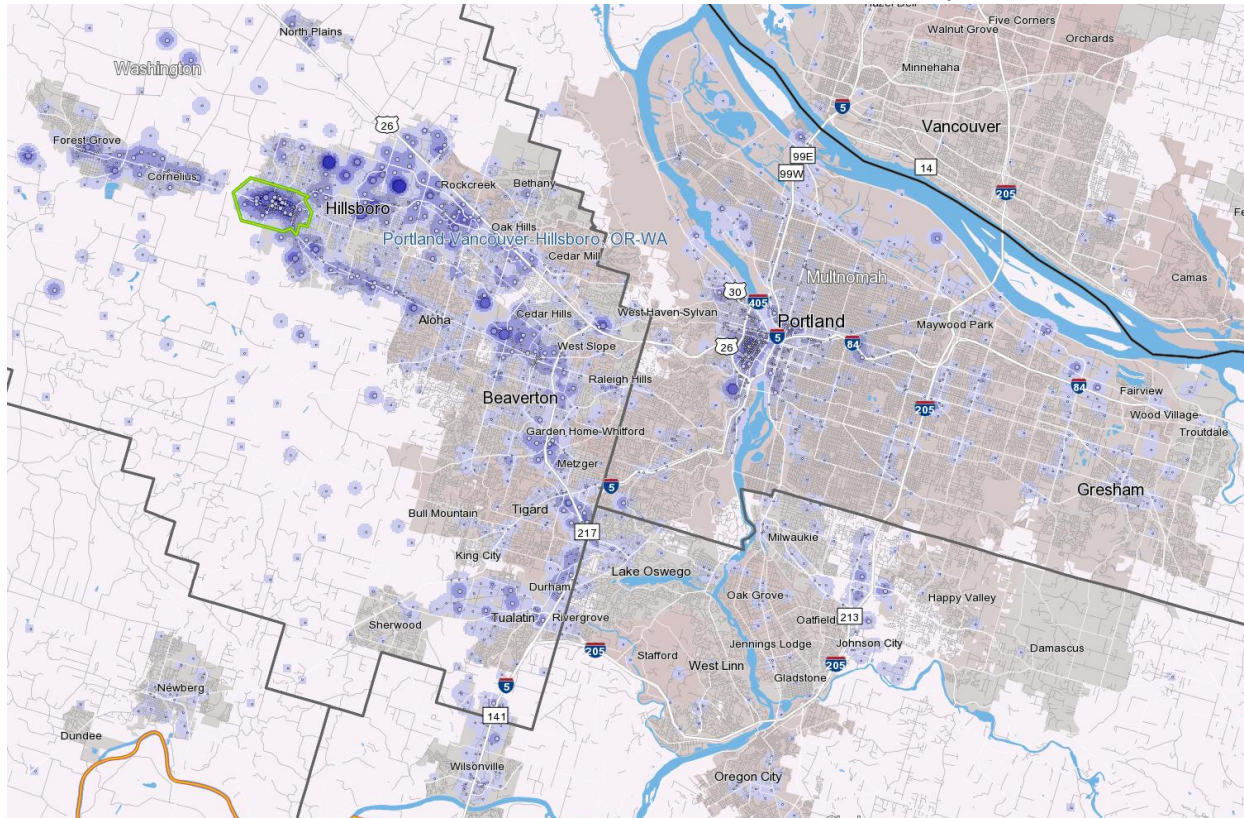 Hazel Dell
Five Corners
Walnut Grove
Orchards
North Plains
Washington
Minnehaha
26
5
Vancouver
99E
Forest Grove
14
Cornelius
99W
205
Rockcreek
Bethany
Hillsboro
Oak Hills
Portland-Vancouver-Hillsboro, OR-WA
Cedar Mill
Multnomah
Camas
30
405
Cedar Hills
West Haven-Sylvan
Portland
Aloha
Maywood Park
5
26
84
West Slope
Raleigh Hills
84
Fairview
Beaverton
205
Wood Village
Garden Home-Whitford
Troutdale
Metzger
5
Gresham
Bull Mountain
Tigard
217
Milwaukie
King City
Lake Oswego
Durham
Oak Grove
Happy Valley
Tualatin
Rivergrove
Oatfield
213
Sherwood
Jennings Lodge
Johnson City
205
Stafford
Damascus
West Linn
205
Gladstone
Newberg
5
141
Dundee
Wilsonville
Oregon City